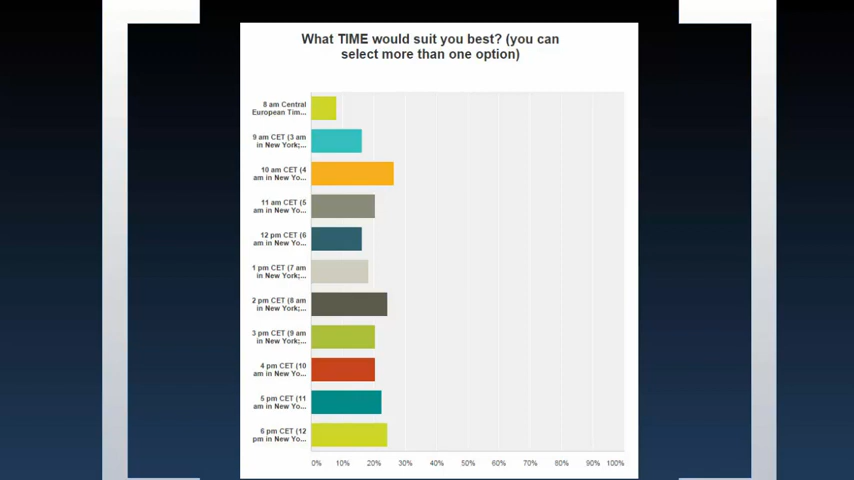 What TIME would suit you best? (you can
select more than one option)
8 am Central
European Tim...
9 am CET (3 am
in New York;...
10 am CET (4
am in New Yo...
11 am CET (5
am in New Yo...
12 pm CET (6
am in New Yo...
1 pm CET (7 am
in New York;...
2 pm CET (8 am
in New York;...
3 pm CET (9 am
in New York;...
4 pm CET (10
am in New Yo...
5 pm CET (11
am in New Yo...
6 pm CET (12
pm in New Yo...
0% 10% 20% 30% 40% 50% 60% 70% 80% 90% 100%